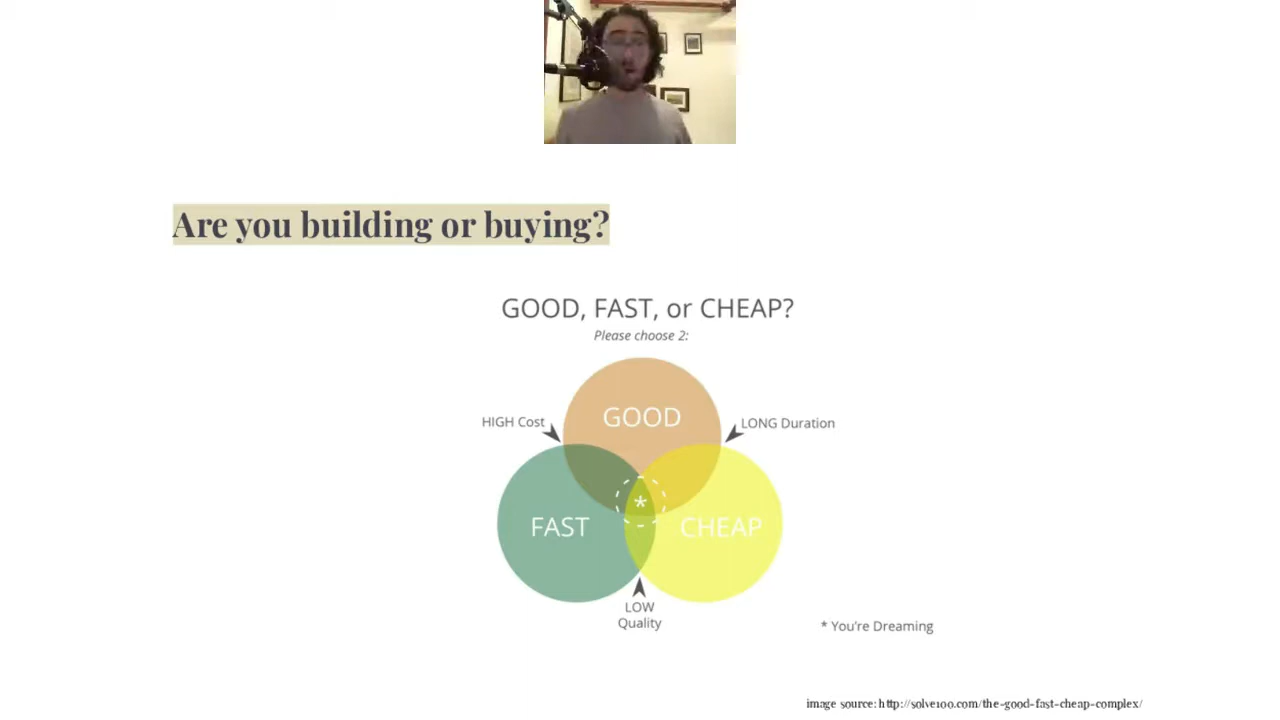 Are you building or buying?
GOOD, FAST, or CHEAP?
Please choose 2:
GOOD
HIGH Cost
LONG Duration
*
FAST
CHEAP
LOW
Quality
* You're Dreaming
image source: http://solve100.com/the-good-fast-cheap-complex/